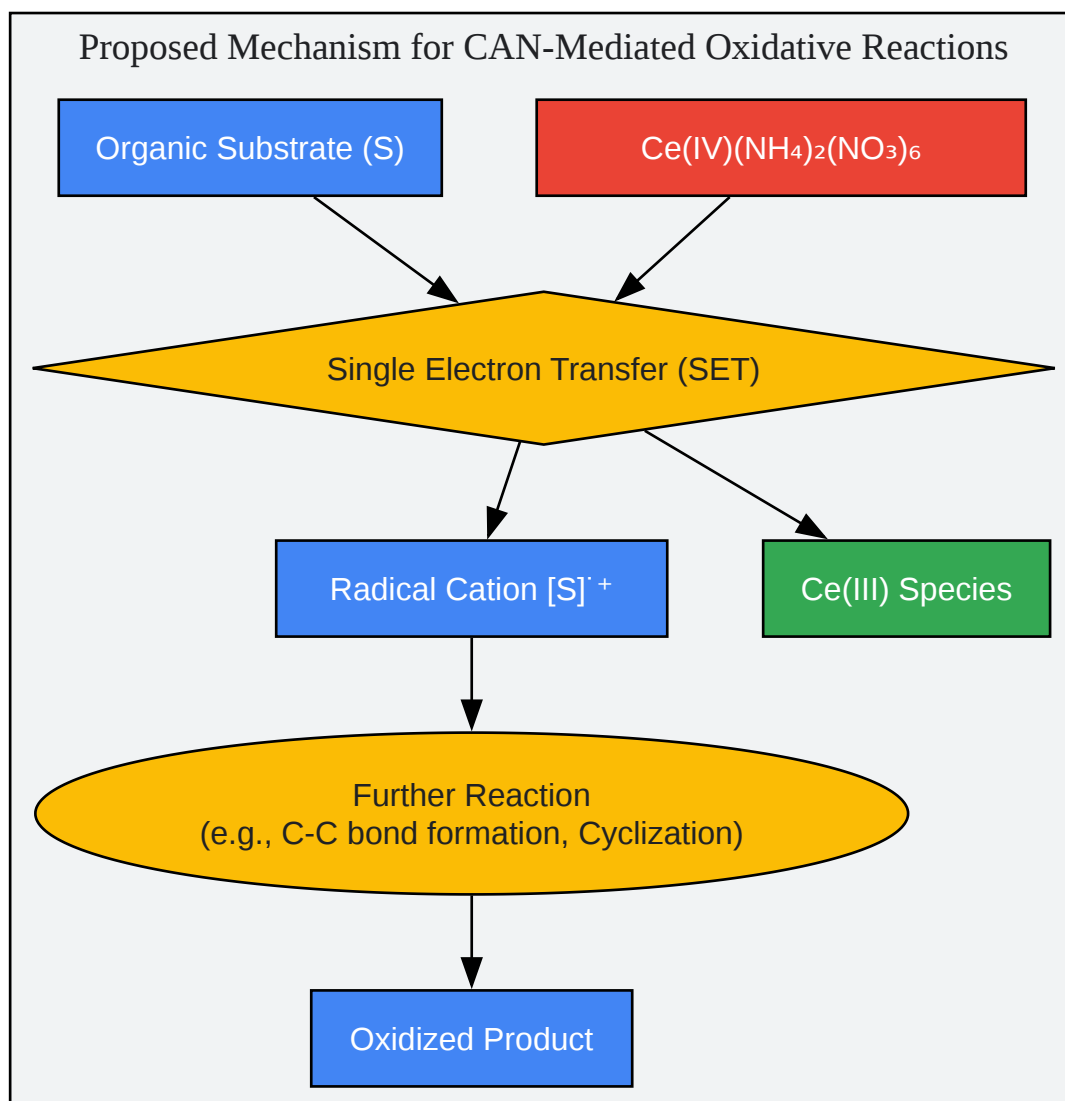 Proposed Mechanism for CAN-Mediated Oxidative Reactions
Organic Substrate (S)
Ce(IV)(NH₄)₂(NO₃)₆
Single Electron Transfer (SET)
Radical Cation [S]˙⁺
Ce(III) Species
Further Reaction
(e.g., C-C bond formation, Cyclization)
Oxidized Product